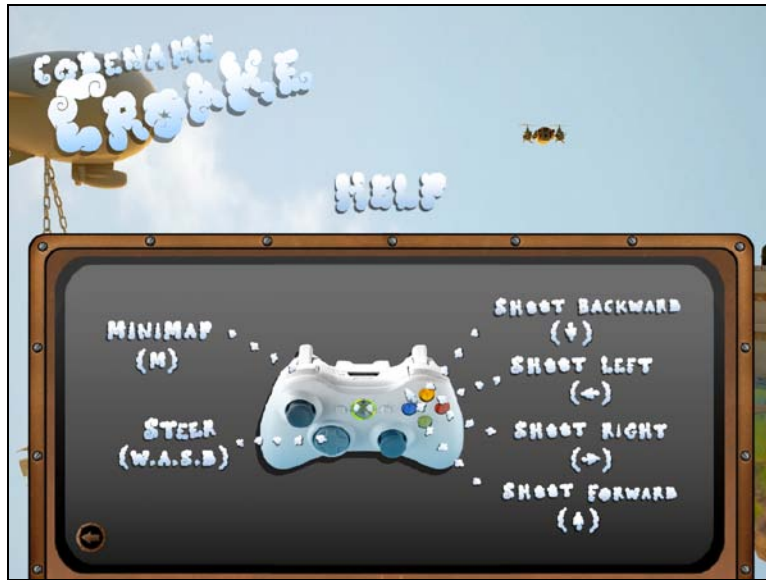 CODENAME
CROAKE
HELP
MINIMAP
(M)
STEER
(W.A.S.D)
SHOOT BACKWARD
(↓)
SHOOT LEFT
(←)
SHOOT RIGHT
(→)
SHOOT FORWARD
(↑)